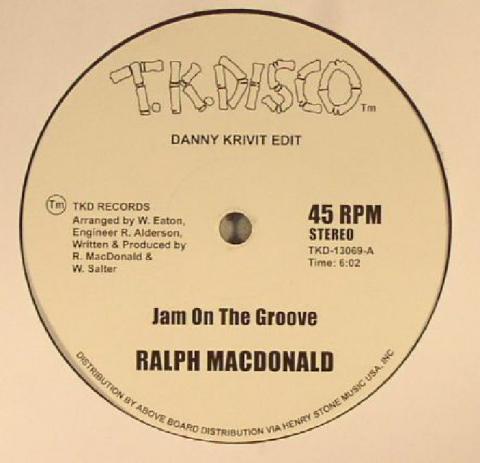 T.K. DISCO Tm
DANNY KRIVIT EDIT
Tm
TKD RECORDS
Arranged by W. Eaton,
Engineer R. Alderson,
Written & Produced by
R. MacDonald &
W. Salter
45 RPM
STEREO
TKD-13069-A
Time: 6:02
Jam On The Groove
RALPH MACDONALD
DISTRIBUTION BY ABOVE BOARD DISTRIBUTION VIA HENRY STONE MUSIC USA, INC